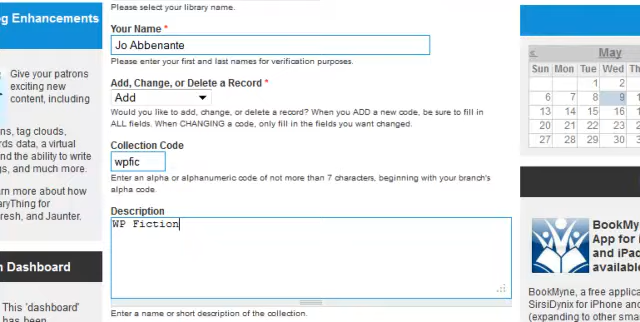 Please select your library name.
g Enhancements
Your Name *
Jo Abbenante
Please enter your first and last names for verification purposes.
Give your patrons
exciting new
content, including
Add, Change, or Delete a Record *
Add
Would you like to add, change, or delete a record? When you ADD a new code, be sure to fill in
ALL fields. When CHANGING a code, only fill in the fields you want changed.
ns, tag clouds,
rds data, a virtual
nd the ability to write
gs, and much more.
Collection Code
wpfic
Enter an alpha or alphanumeric code of not more than 7 characters, beginning with your branch's
alpha code.
arn more about how
aryThing for
resh, and Jaunter.
Description
WP Fiction
Enter a name or short description of the collection.
n Dashboard
This 'dashboard'
has been
« May
Sun Mon Tue Wed Th
1 2
6 7 8 9
13 14 15 16
20 21 22 23
27 28 29 30
BookMyn
App for i
and iPad
availabl
BookMyne, a free applica
SirsiDynix for iPhone and
(expanding to other smar